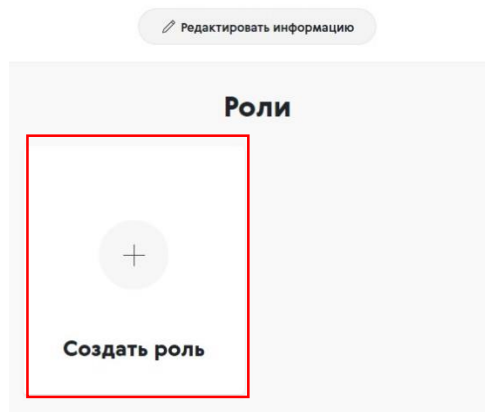 Редактировать информацию
Роли
Создать роль